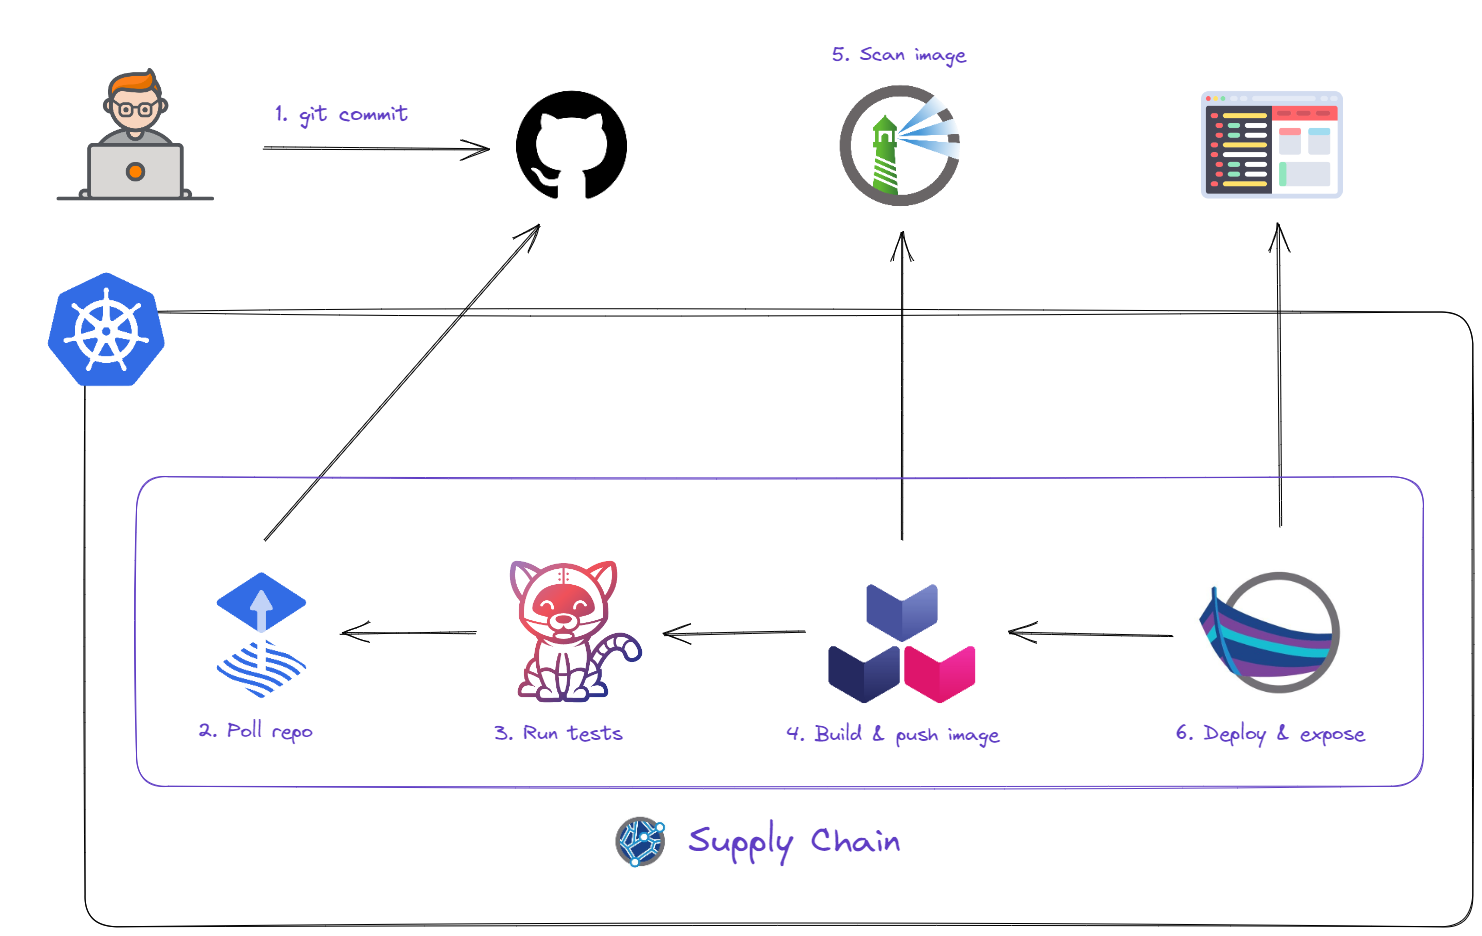 1. git commit
5. Scan image
2. Poll repo
3. Run tests
4. Build & push image
6. Deploy & expose
Supply Chain